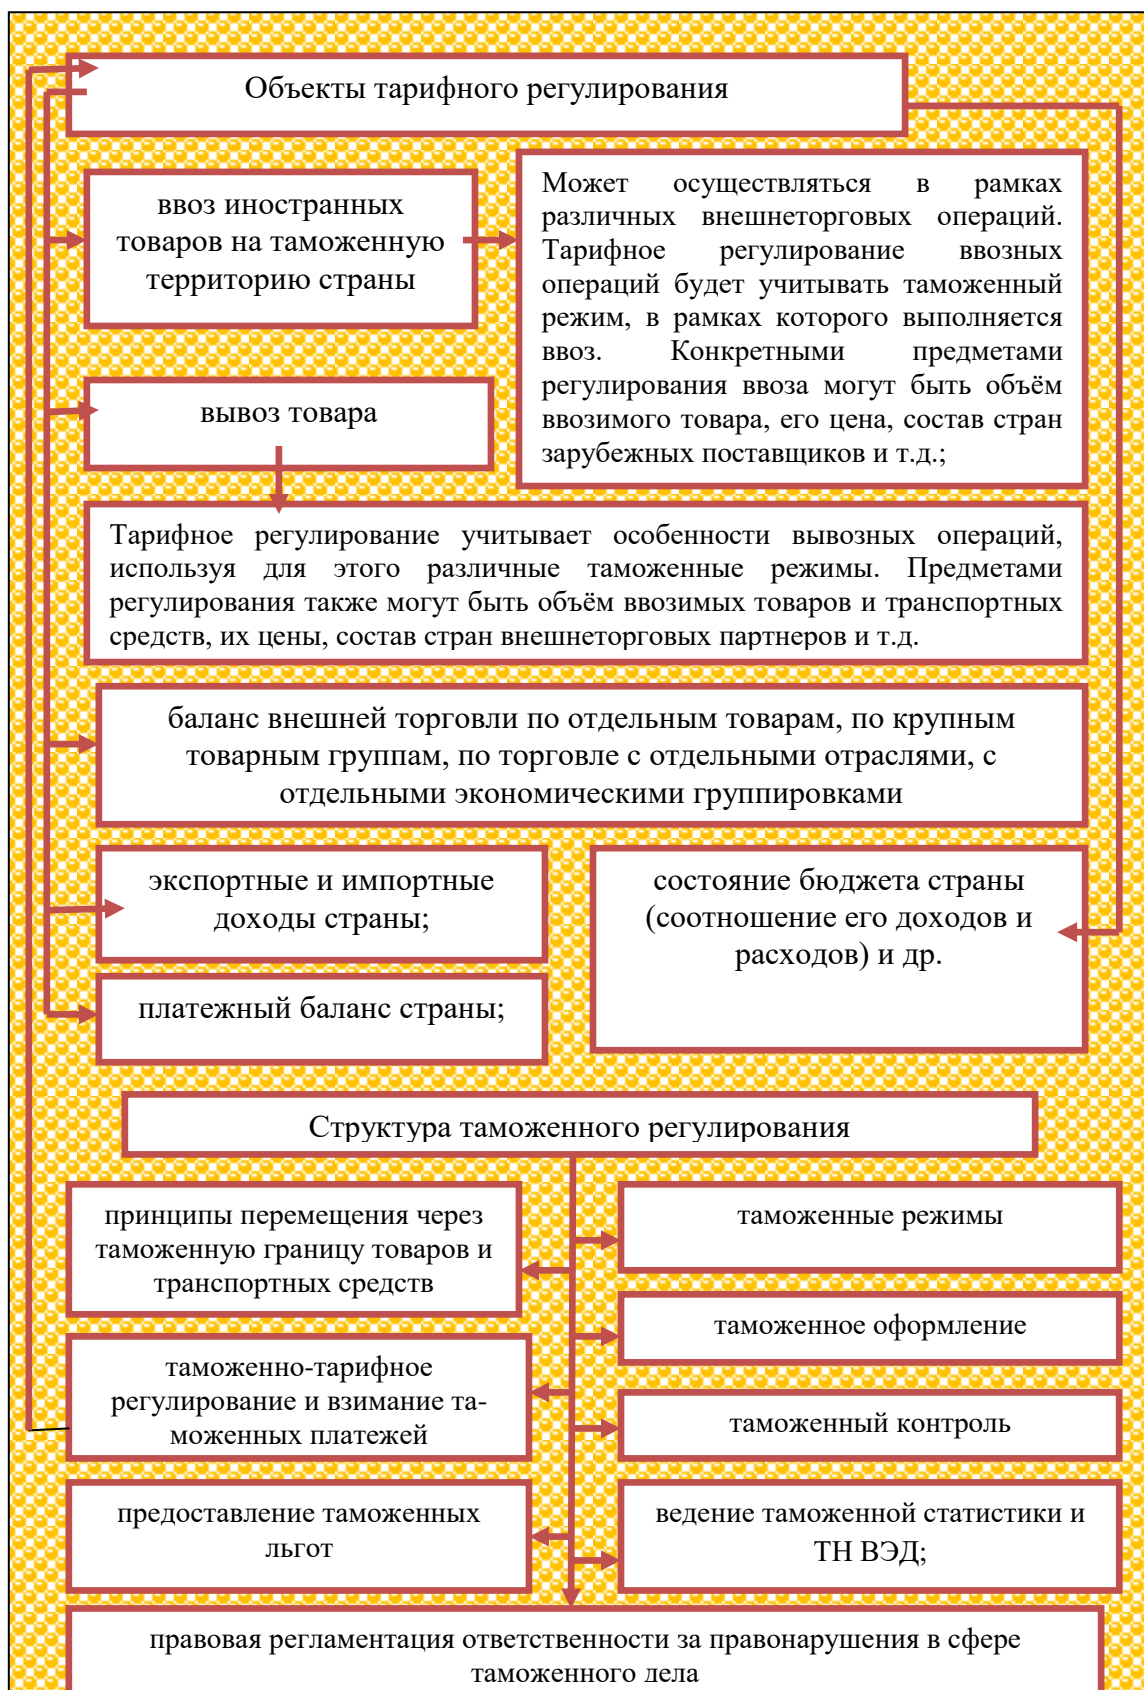 Объекты тарифного регулирования
ввоз иностранных
товаров на таможенную
территорию страны
Может осуществляться в рамках
различных внешнеторговых операций.
Тарифное регулирование ввозных
операций будет учитывать таможенный
режим, в рамках которого выполняется
ввоз. Конкретными предметами
регулирования ввоза могут быть объём
ввозимого товара, его цена, состав стран
зарубежных поставщиков и т.д.;
вывоз товара
Тарифное регулирование учитывает особенности вывозных операций,
используя для этого различные таможенные режимы. Предметами
регулирования также могут быть объём ввозимых товаров и транспортных
средств, их цены, состав стран внешнеторговых партнеров и т.д.
баланс внешней торговли по отдельным товарам, по крупным
товарным группам, по торговле с отдельными отраслями, с
отдельными экономическими группировками
экспортные и импортные
доходы страны;
состояние бюджета страны
(соотношение его доходов и
расходов) и др.
платежный баланс страны;
Структура таможенного регулирования
принципы перемещения через
таможенную границу товаров и
транспортных средств
таможенные режимы
таможенное оформление
таможенно-тарифное
регулирование и взимание та-
моженных платежей
таможенный контроль
предоставление таможенных
льгот
ведение таможенной статистики и
ТН ВЭД;
правовая регламентация ответственности за правонарушения в сфере
таможенного дела